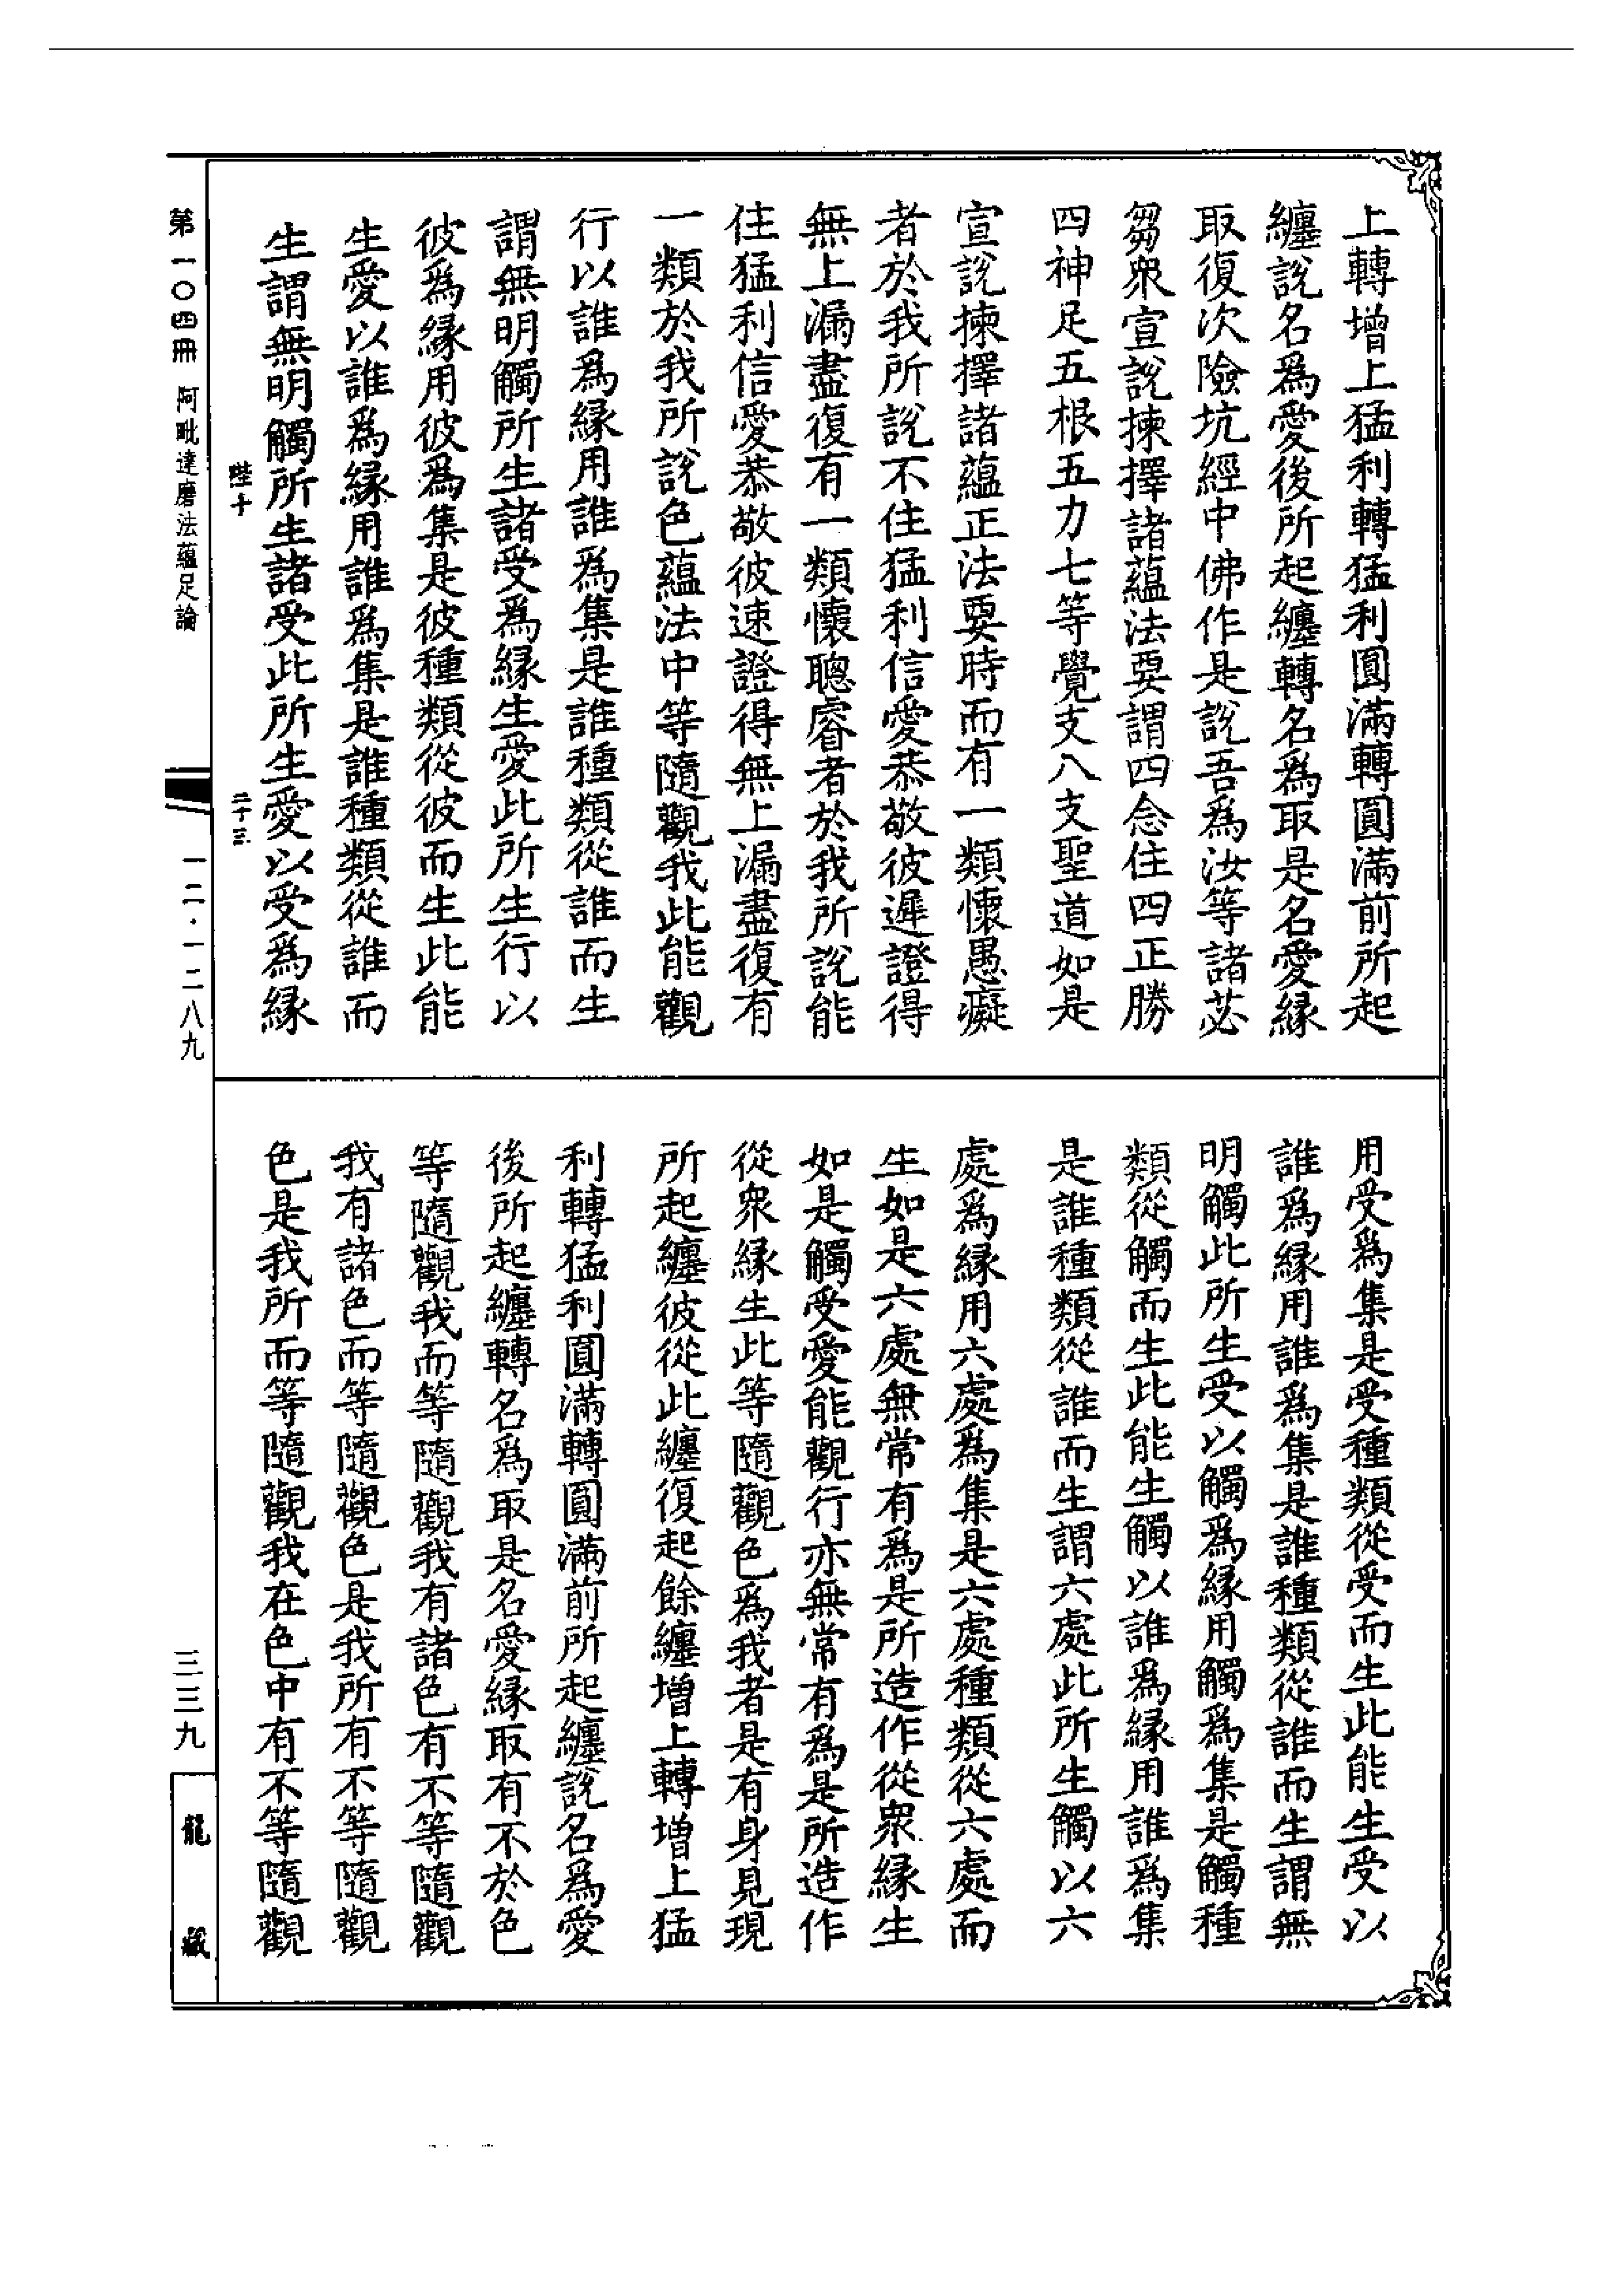 上轉增上猛利轉猛利圓滿轉圓滿前所起
纏說名為愛後所起纏轉名為取是名愛緣
取復次險坑經中佛作是說吾為汝等諸苾
芻衆宣說揀擇諸蘊法要謂四念住四正勝
四神足五根五力七等覺支八支聖道如是
宣說揀擇諸蘊正法要時而有一類懷愚癡
者於我所說不住猛利信愛恭敬彼遲證得
無上漏盡復有一類懷聰睿者於我所說能
住猛利信愛恭敬彼速證得無上漏盡復有
一類於我所說色蘊法中等隨觀我此能觀
行以誰為緣用誰為集是誰種類從誰而生
謂無明觸所生諸受為緣生愛此所生行以
彼為緣用彼為集是彼種類從彼而生此能
生愛以誰為緣用誰為集是誰種類從誰而
生謂無明觸所生諸受此所生愛以受為緣
用受為集是受種類從受而生此能生受以
誰為緣用誰為集是誰種類從誰而生謂無
明觸此所生受以觸為緣用觸為集是觸種
類從觸而生此能生觸以誰為緣用誰為集
是誰種類從誰而生謂六處此所生觸以六
處為緣用六處為集是六處種類從六處而
生如是六處無常有為是所造作從衆緣生
如是觸受愛能觀行亦無常有為是所造作
從衆緣生此等隨觀色為我者是有身見現
所起纏彼從此纏復起餘纏增上轉增上猛
利轉猛利圓滿轉圓滿前所起纏說名為愛
後所起纏轉名為取是名愛緣取有不於色
等隨觀我而等隨觀我有諸色有不等隨觀
我有諸色而等隨觀色是我所有不等隨觀
色是我所而等隨觀我在色中有不等隨觀
陛十
二十三
第一〇四冊 阿毗達磨法蘊足論
一二·一二八九
三三九
龍藏